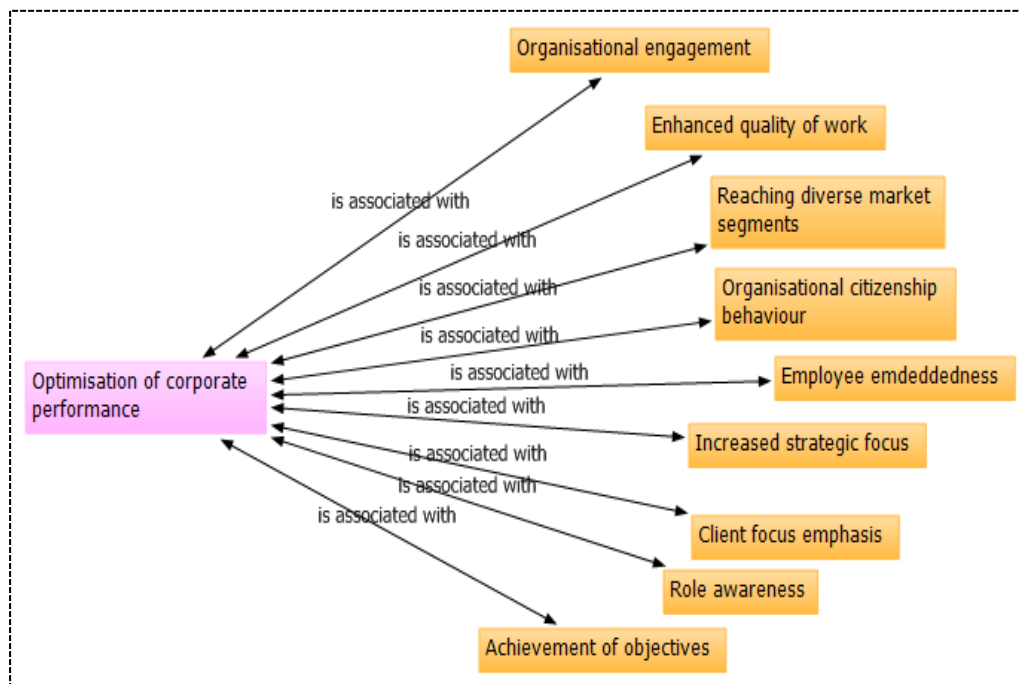 Organisational engagement
Enhanced quality of work
is associated with
Reaching diverse market
segments
is associated with
is associated with
Organisational citizenship
behaviour
is associated with
Optimisation of corporate
performance
is associated with
Employee emdeddedness
is associated with
Increased strategic focus
is associated with
is associated with
Client focus emphasis
is associated with
Role awareness
Achievement of objectives